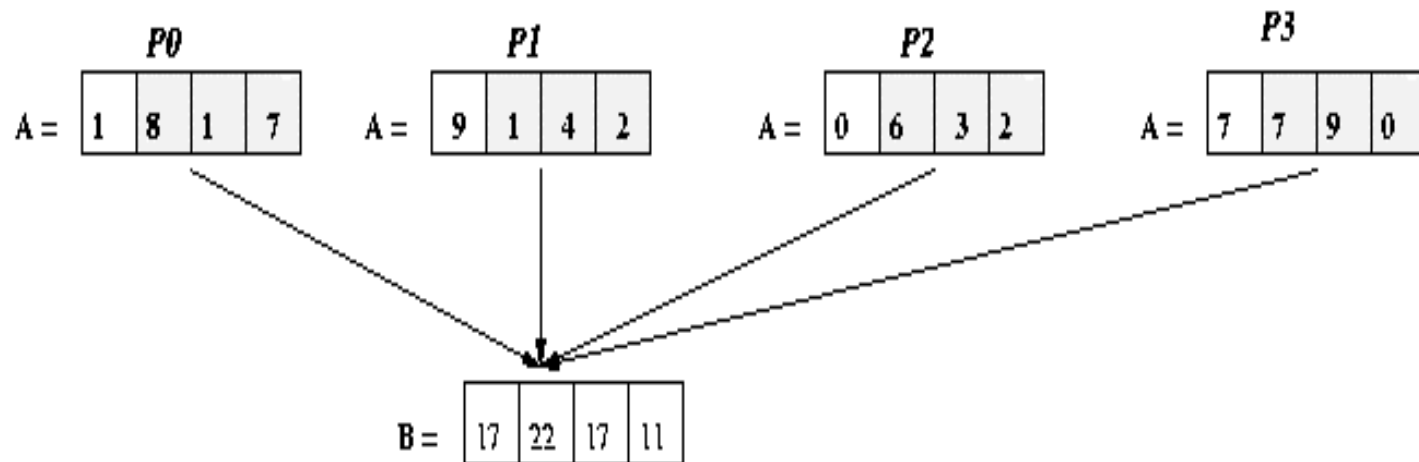 P0 P1 P2 P3
A = 1 8 1 7 A = 9 1 4 2 A = 0 6 3 2 A = 7 7 9 0
B = 17 22 17 11